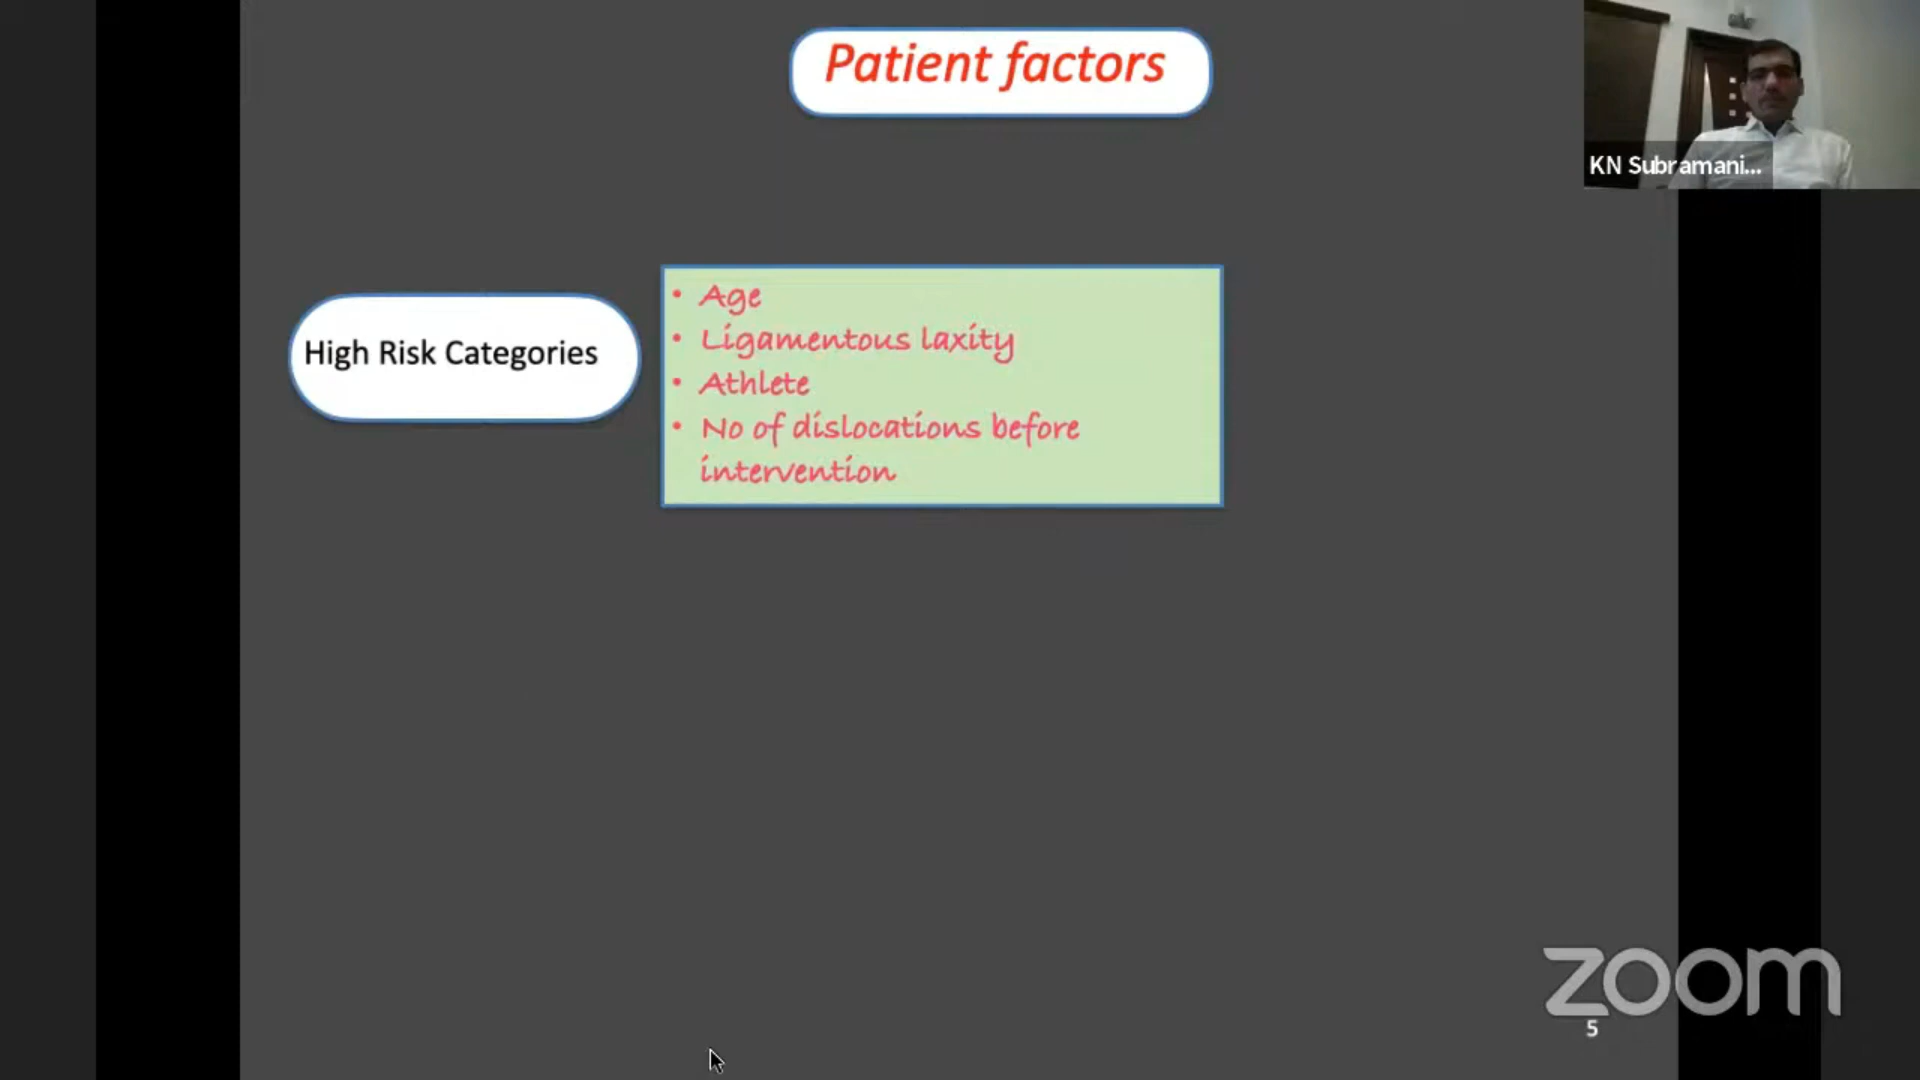 Patient factors
KN Subramani...
High Risk Categories
• Age
• Ligamentous laxity
• Athlete
• No of dislocations before
intervention
zoom
5